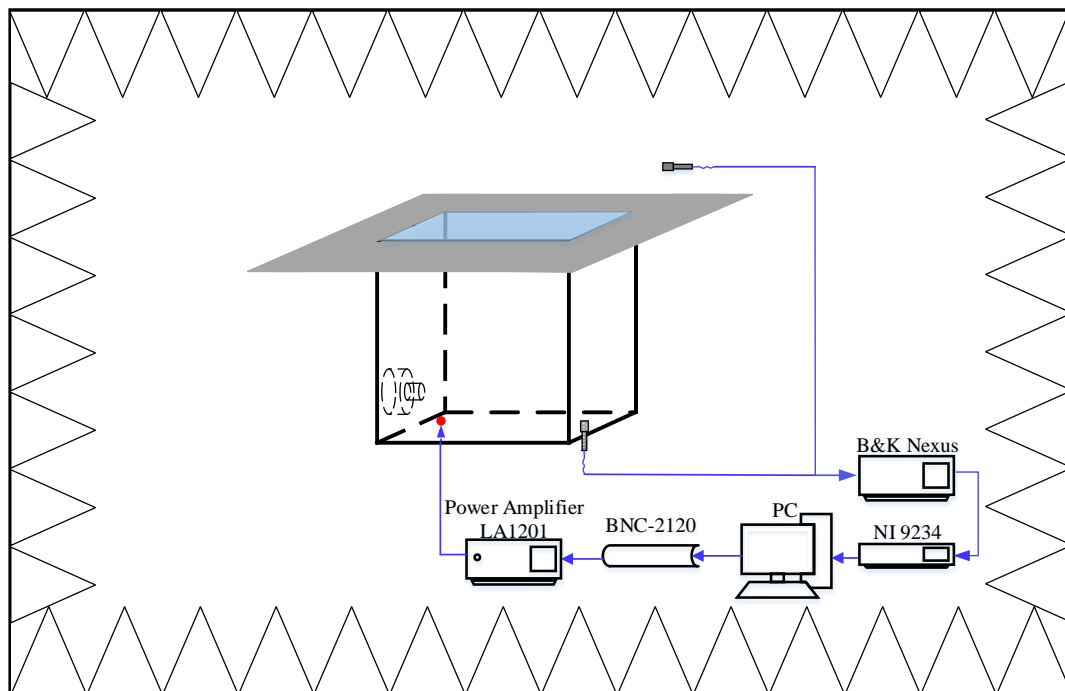 B&K Nexus
Power Amplifier
LA1201
BNC-2120
PC
NI 9234